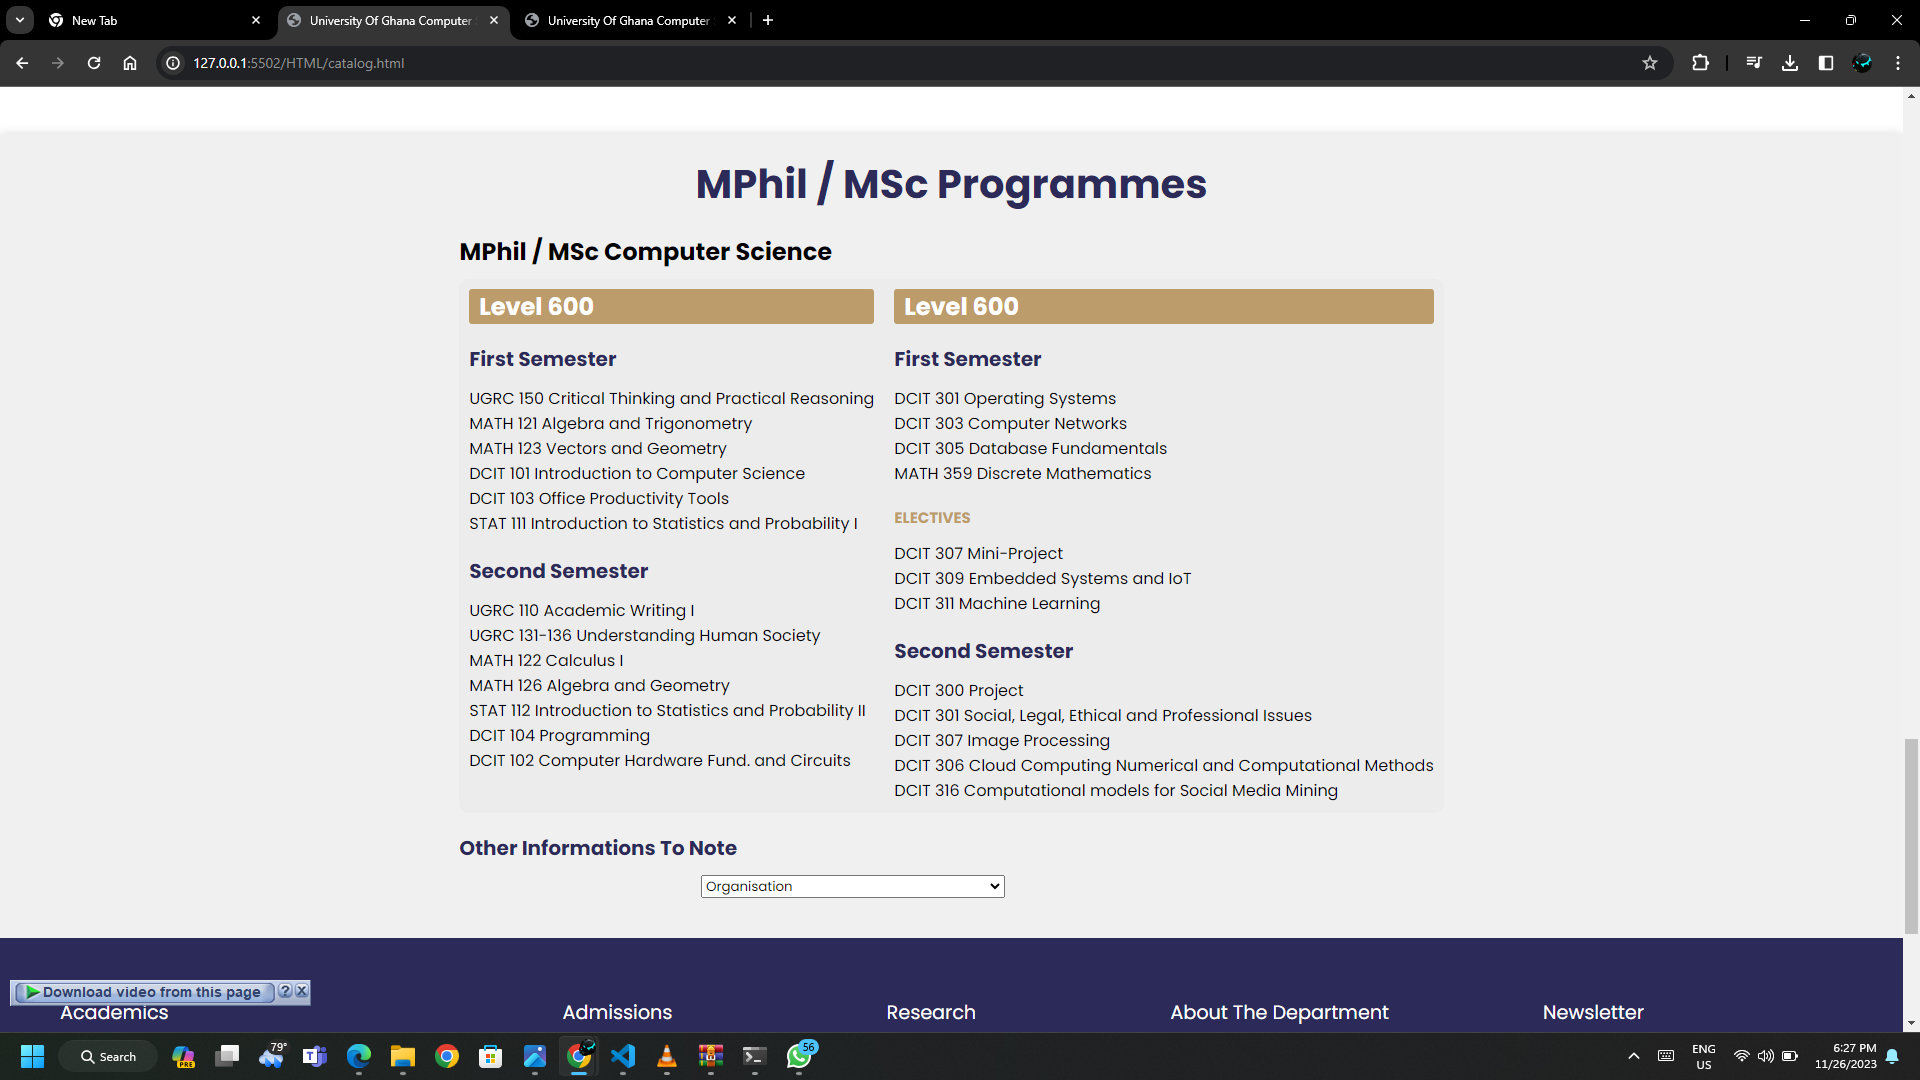 New Tab
University Of Ghana Computer
University Of Ghana Computer
127.0.0.1:5502/HTML/catalog.html
MPhil / MSc Programmes
MPhil / MSc Computer Science
Level 600
First Semester
UGRC 150 Critical Thinking and Practical Reasoning
MATH 121 Algebra and Trigonometry
MATH 123 Vectors and Geometry
DCIT 101 Introduction to Computer Science
DCIT 103 Office Productivity Tools
STAT 111 Introduction to Statistics and Probability I
Second Semester
UGRC 110 Academic Writing I
UGRC 131-136 Understanding Human Society
MATH 122 Calculus I
MATH 126 Algebra and Geometry
STAT 112 Introduction to Statistics and Probability II
DCIT 104 Programming
DCIT 102 Computer Hardware Fund. and Circuits
Level 600
First Semester
DCIT 301 Operating Systems
DCIT 303 Computer Networks
DCIT 305 Database Fundamentals
MATH 359 Discrete Mathematics
ELECTIVES
DCIT 307 Mini-Project
DCIT 309 Embedded Systems and IoT
DCIT 311 Machine Learning
Second Semester
DCIT 300 Project
DCIT 301 Social, Legal, Ethical and Professional Issues
DCIT 307 Image Processing
DCIT 306 Cloud Computing Numerical and Computational Methods
DCIT 316 Computational models for Social Media Mining
Other Informations To Note
Organisation
Download video from this page ? X
Academics
Admissions
Research
About The Department
Newsletter
Search
PRE
79°
56
ENG
US
6:27 PM
11/26/2023